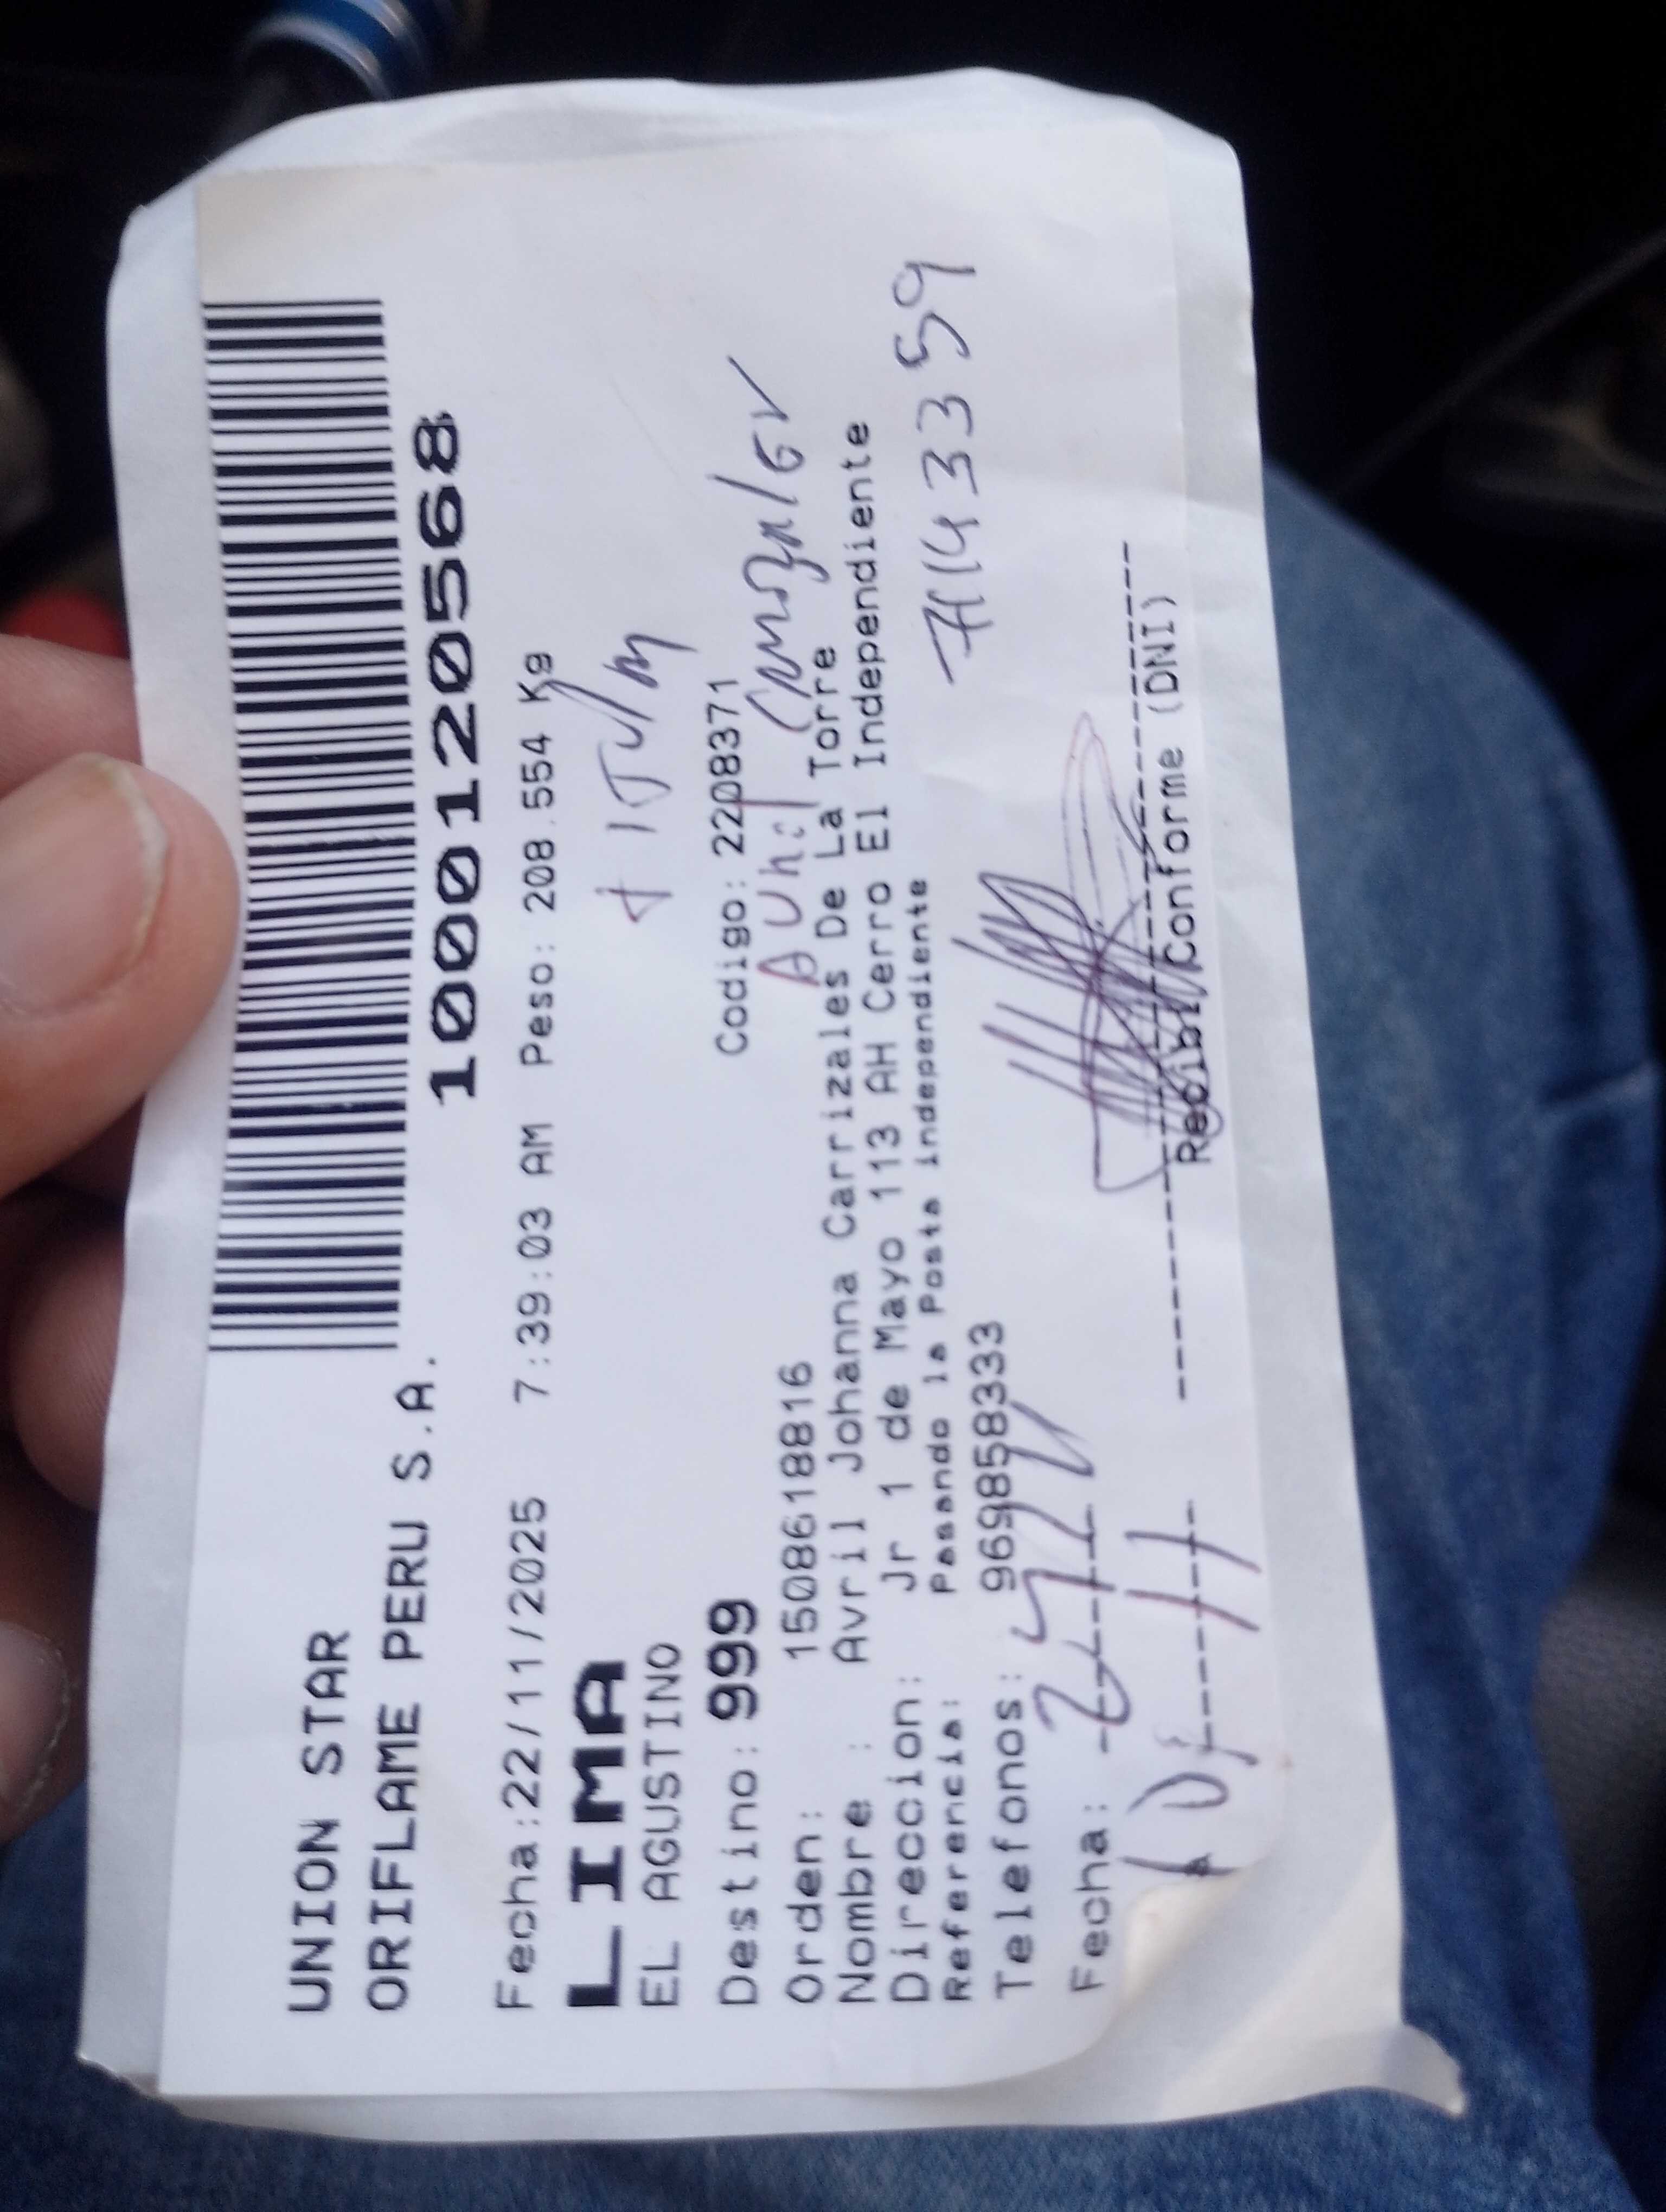 UNION STAR
ORIFLAME PERU S.A.
1000120568
Fecha:22/11/2025 7:39:03 AM Peso: 208.554 Kg
LIMA
EL AGUSTINO
Destino: 999 Codigo: 2208371
Orden: 15086618816
Nombre : Avril Johanna Carrizales De La Torre
Direccion: Jr 1 de Mayo 113 AH Cerro El Independiente
Referencia: Pasando la Posta independiente
Telefonos: 969858333
Fecha:
Recibi Conforme (DNI)